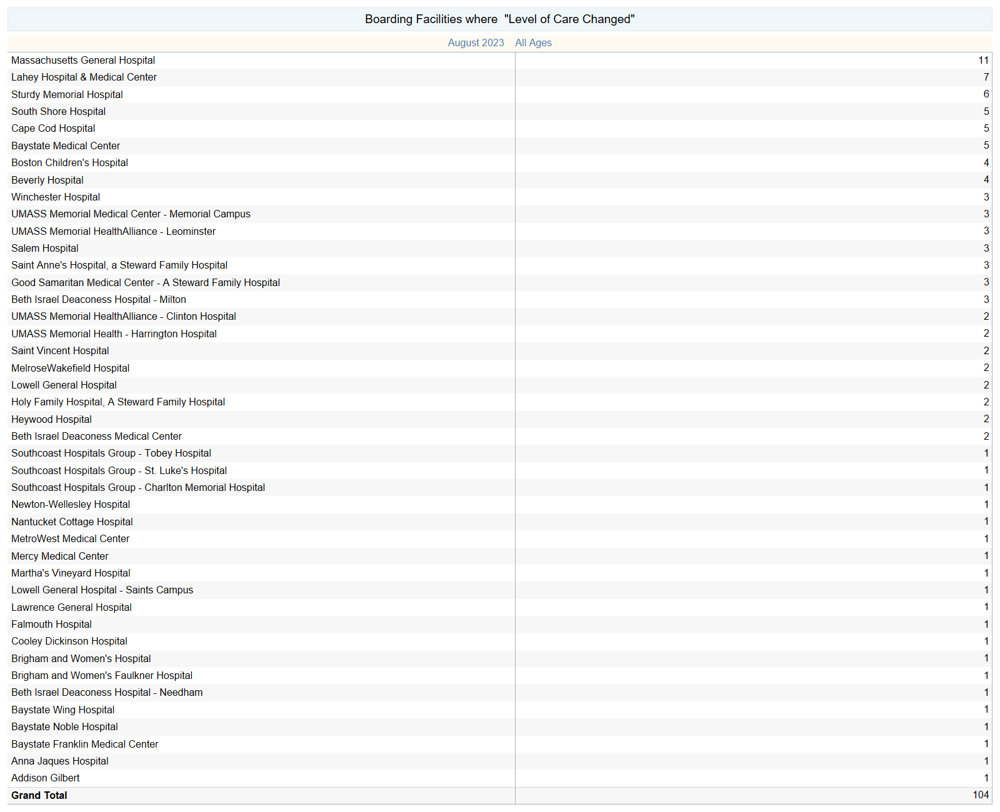 Boarding Facilities where  "Level of Care Changed"
August 2023 All Ages
Massachusetts General Hospital 11
Lahey Hospital & Medical Center 7
Sturdy Memorial Hospital 6
South Shore Hospital 5
Cape Cod Hospital 5
Baystate Medical Center 5
Boston Children's Hospital 4
Beverly Hospital 4
Winchester Hospital 3
UMASS Memorial Medical Center - Memorial Campus 3
UMASS Memorial HealthAlliance - Leominster 3
Salem Hospital 3
Saint Anne's Hospital, a Steward Family Hospital 3
Good Samaritan Medical Center - A Steward Family Hospital 3
Beth Israel Deaconess Hospital - Milton 3
UMASS Memorial HealthAlliance - Clinton Hospital 2
UMASS Memorial Health - Harrington Hospital 2
Saint Vincent Hospital 2
MelroseWakefield Hospital 2
Lowell General Hospital 2
Holy Family Hospital, A Steward Family Hospital 2
Heywood Hospital 2
Beth Israel Deaconess Medical Center 2
Southcoast Hospitals Group - Tobey Hospital 1
Southcoast Hospitals Group - St. Luke's Hospital 1
Southcoast Hospitals Group - Charlton Memorial Hospital 1
Newton-Wellesley Hospital 1
Nantucket Cottage Hospital 1
MetroWest Medical Center 1
Mercy Medical Center 1
Martha's Vineyard Hospital 1
Lowell General Hospital - Saints Campus 1
Lawrence General Hospital 1
Falmouth Hospital 1
Cooley Dickinson Hospital 1
Brigham and Women's Hospital 1
Brigham and Women's Faulkner Hospital 1
Beth Israel Deaconess Hospital - Needham 1
Baystate Wing Hospital 1
Baystate Noble Hospital 1
Baystate Franklin Medical Center 1
Anna Jaques Hospital 1
Addison Gilbert 1
Grand Total 104